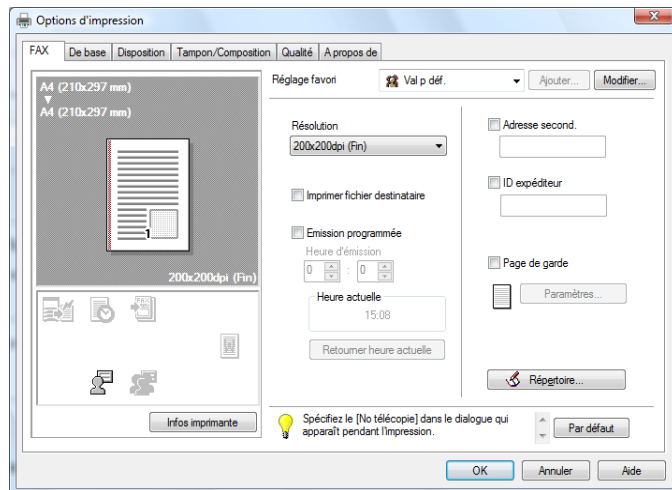 Options d'impression
FAX
De base
Disposition
Tampon/Composition
Qualité
A propos de
A4 (210x297 mm)
A4 (210x297 mm)
1
200x200dpi (Fin)
FAX
Infos imprimante
Réglage favori
Val p déf.
Ajouter...
Modifier...
Résolution
200x200dpi (Fin)
Imprimer fichier destinataire
Emission programmée
Heure d'émission
0 : 0
Heure actuelle
15:08
Retourner heure actuelle
Adresse second.
ID expéditeur
Page de garde
Paramètres...
Répertoire...
Spécifiez le [No télécopie] dans le dialogue qui
apparaît pendant l'impression.
Par défaut
OK
Annuler
Aide